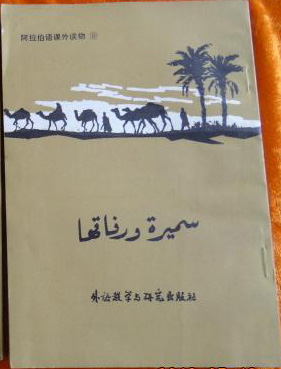 阿拉伯语课外读物
سميرة ورفاقها
外语教学与研究出版社